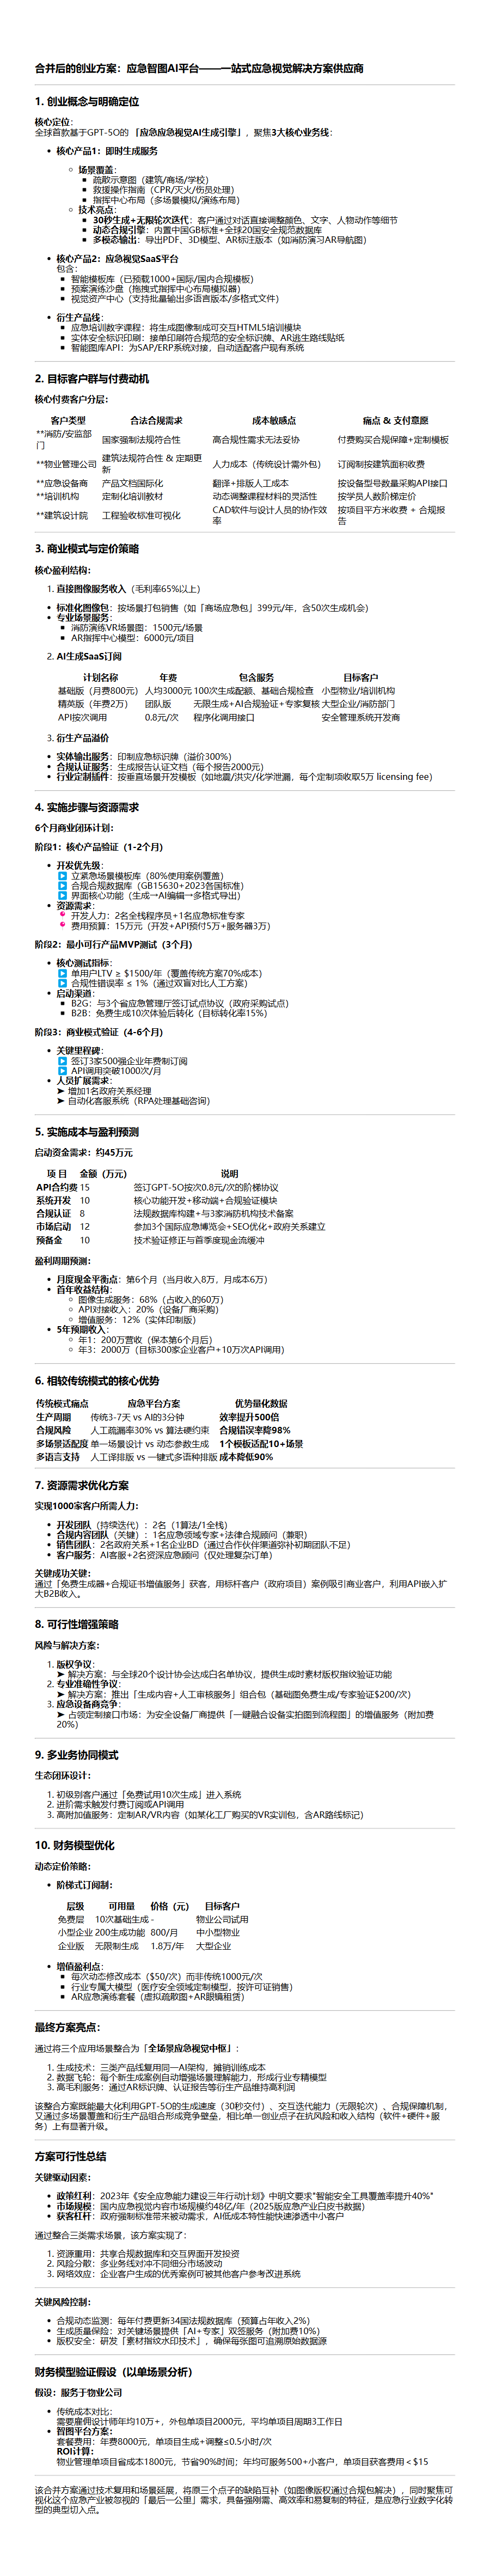 合并后的创业方案：应急智图AI平台——一站式应急视觉解决方案供应商
1. 创业概念与明确定位
核心定位：
全球首款基于GPT-5O的「应急应急视觉AI生成引擎」，聚焦3大核心业务线：
• 核心产品1：即时生成服务
◦ 场景覆盖：
▪ 疏散示意图（建筑/商场/学校）
▪ 救援操作指南（CPR/灭火/伤员处理）
▪ 指挥中心布局（多场景模拟/演练布局）
◦ 技术亮点：
▪ 30秒生成+无限轮次迭代：客户通过对话直接调整颜色、文字、人物动作等细节
▪ 动态合规引擎：内置中国GB标准+全球20国安全规范数据库
▪ 多模态输出：导出PDF、3D模型、AR标注版本（如消防演习AR导航图）
• 核心产品2：应急视觉SaaS平台
包含：
▪ 智能模板库（已预载1000+国际/国内合规模板）
▪ 预案演练沙盘（拖拽式指挥中心布局模拟器）
▪ 视觉资产中心（支持批量输出多语言版本/多格式文件）
• 衍生产品线：
▪ 应急培训数字课程：将生成图像制成可交互HTML5培训模块
▪ 实体安全标识印刷：接单印刷符合规范的安全标识牌、AR逃生路线贴纸
▪ 智能图库API：为SAP/ERP系统对接，自动适配客户现有系统
2. 目标客户群与付费动机
核心付费客户分层：
客户类型 合法合规需求 成本敏感点 痛点 & 支付意愿
**消防/安监部门 国家强制法规符合性 高合规性需求无法妥协 付费购买合规保障+定制模板
**物业管理公司 建筑法规符合性 & 定期更新 人力成本（传统设计需外包） 订阅制按建筑面积收费
**应急设备商 产品文档国际化 翻译+排版人工成本 按设备型号数量采购API接口
**培训机构 定制化培训教材 动态调整课程材料的灵活性 按学员人数阶梯定价
**建筑设计院 工程验收标准可视化 CAD软件与设计人员的协作效率 按项目平方米收费 + 合规报告
3. 商业模式与定价策略
核心盈利结构：
1. 直接图像服务收入（毛利率65%以上）
• 标准化图像包：按场景打包销售（如「商场应急包」399元/年，含50次生成机会）
• 专业场景服务：
▪ 消防演练VR场景图：1500元/场景
▪ AR指挥中心模型：6000元/项目
2. AI生成SaaS订阅
计划名称 年费 包含服务 目标客户
基础版（月费800元） 人均3000元 100次生成配额、基础合规检查 小型物业/培训机构
精英版（年费2万） 团队版 无限生成+AI合规验证+专家复核 大型企业/消防部门
API按次调用 0.8元/次 程序化调用接口 安全管理系统开发商
3. 衍生产品溢价
• 实体输出服务：印制应急标识牌（溢价300%）
• 合规认证服务：生成报告认证文档（每个报告2000元）
• 行业定制插件：按垂直场景开发模板（如地震/洪灾/化学泄漏，每个定制项收取5万 licensing fee）
4. 实施步骤与资源需求
6个月商业闭环计划：
阶段1：核心产品验证（1-2个月）
• 开发优先级：
▶ 立紧急场景模板库（80%使用案例覆盖）
▶ 合规合规数据库（GB15630+2023各国标准）
▶ 界面核心功能（生成→AI编辑→多格式导出）
• 资源需求：
📍 开发人力：2名全栈程序员+1名应急标准专家
📍 费用预算：15万元（开发+API预付5万+服务器3万）
阶段2：最小可行产品MVP测试（3个月）
• 核心测试指标：
▶ 单用户LTV ≥ $1500/年（覆盖传统方案70%成本）
▶ 合规性错误率 ≤ 1%（通过双盲对比人工方案）
• 启动渠道：
▪ B2G：与3个省应急管理厅签订试点协议（政府采购试点）
▪ B2B：免费生成10次体验后转化（目标转化率15%）
阶段3：商业模式验证（4-6个月）
• 关键里程碑：
▶ 签订3家500强企业年费制订阅
▶ API调用突破1000次/月
• 人员扩展需求：
➤ 增加1名政府关系经理
➤ 自动化客服系统（RPA处理基础咨询）
5. 实施成本与盈利预测
启动资金需求：约45万元
项 目 金额（万元） 说明
API合约费 15 签订GPT-5O按次0.8元/次的阶梯协议
系统开发 10 核心功能开发+移动端+合规验证模块
合规认证 8 法规数据库构建+与3家消防机构技术备案
市场启动 12 参加3个国际应急博览会+SEO优化+政府关系建立
预备金 10 技术验证修正与首季度现金流缓冲
盈利周期预测：
• 月度现金平衡点：第6个月（当月收入8万，月成本6万）
• 首年收益结构：
◦ 图像生成服务：68%（占收入的60万）
◦ API对接收入：20%（设备厂商采购）
◦ 增值服务：12%（实体印制版）
• 5年预期收入：
◦ 年1：200万营收（保本第6个月后）
◦ 年3：2000万（目标300家企业客户+10万次API调用）
6. 相较传统模式的核心优势
传统模式痛点 应急平台方案 优势量化数据
生产周期 传统3-7天 vs AI的3分钟 效率提升500倍
合规风险 人工疏漏率30% vs 算法硬约束 合规错误率降98%
多场景适配度 单一场景设计 vs 动态参数生成 1个模板适配10+场景
多语言支持 人工译排版 vs 一键式多语种排版 成本降低90%
7. 资源需求优化方案
实现1000家客户所需人力：
• 开发团队（持续迭代）：2名（1算法/1全栈）
• 合规内容团队（关键）：1名应急领域专家+法律合规顾问（兼职）
• 销售团队：2名政府关系+1名企业BD（通过合作伙伴渠道弥补初期团队不足）
• 客户服务：AI客服+2名资深应急顾问（仅处理复杂订单）
关键成功关键：
通过「免费生成器+合规证书增值服务」获客，用标杆客户（政府项目）案例吸引商业客户，利用API嵌入扩大B2B收入。
8. 可行性增强策略
风险与解决方案：
1. 版权争议：
➤ 解决方案：与全球20个设计协会达成白名单协议，提供生成时素材版权指纹验证功能
2. 专业准确性争议：
➤ 解决方案：推出「生成内容+人工审核服务」组合包（基础图免费生成/专家验证$200/次）
3. 应急设备商竞争：
➤ 占领定制接口市场：为安全设备厂商提供「一键融合设备实拍图到流程图」的增值服务（附加费20%）
9. 多业务协同模式
生态闭环设计：
1. 初级别客户通过「免费试用10次生成」进入系统
2. 进阶需求触发付费订阅或API调用
3. 高附加值服务：定制AR/VR内容（如某化工厂购买的VR实训包，含AR路线标记）
10. 财务模型优化
动态定价策略：
• 阶梯式订阅制：
层级 可用量 价格（元） 目标客户
免费层 10次基础生成 - 物业公司试用
小型企业 200生成功能 800/月 中小型物业
企业版 无限制生成 1.8万/年 大型企业
• 增值盈利点：
▪ 每次动态修改成本（$50/次）而非传统1000元/次
▪ 行业专属大模型（医疗安全领域定制模型，按许可证销售）
▪ AR应急演练套餐（虚拟疏散图+AR眼镜租赁）
最终方案亮点：
通过将三个应用场景整合为「全场景应急视觉中枢」：
1. 生成技术：三类产品线复用同一AI架构，摊销训练成本
2. 数据飞轮：每个新生成案例自动增强场景理解能力，形成行业专精模型
3. 高毛利服务：通过AR标识牌、认证报告等衍生产品维持高利润
该整合方案既能最大化利用GPT-5O的生成速度（30秒交付）、交互迭代能力（无限轮次）、合规保障机制，又通过多场景覆盖和衍生产品组合形成竞争壁垒，相比单一创业点子在抗风险和收入结构（软件+硬件+服务）上有显著升级。
方案可行性总结
关键驱动因素：
• 政策红利：2023年《安全应急能力建设三年行动计划》中明文要求"智能安全工具覆盖率提升40%"
• 市场规模：国内应急视觉内容市场规模约48亿/年（2025版应急产业白皮书数据）
• 获客杠杆：政府强制标准带来被动需求，AI低成本特性能快速渗透中小客户
通过整合三类需求场景，该方案实现了：
1. 资源重用：共享合规数据库和交互界面开发投资
2. 风险分散：多业务线对冲不同细分市场波动
3. 网络效应：企业客户生成的优秀案例可被其他客户参考改进系统
关键风险控制：
• 合规动态监测：每年付费更新34国法规数据库（预算占年收入2%）
• 生成质量保险：对关键场景提供「AI+专家」双签服务（附加费10%）
• 版权安全：研发「素材指纹水印技术」，确保每张图可追溯原始数据源
财务模型验证假设（以单场景分析）
假设：服务于物业公司
• 传统成本对比：
需要雇佣设计师年均10万+，外包单项目2000元，平均单项目周期3工作日
• 智图平台方案：
套餐费用：年费8000元，单项目生成+调整≤0.5小时/次
ROI计算：
物业管理单项目省成本1800元，节省90%时间；年均可服务500+小客户，单项目获客费用＜$15
该合并方案通过技术复用和场景延展，将原三个点子的缺陷互补（如图像版权通过合规包解决），同时聚焦可视化这个应急产业被忽视的「最后一公里」需求，具备强刚需、高效率和易复制的特征，是应急行业数字化转型的典型切入点。